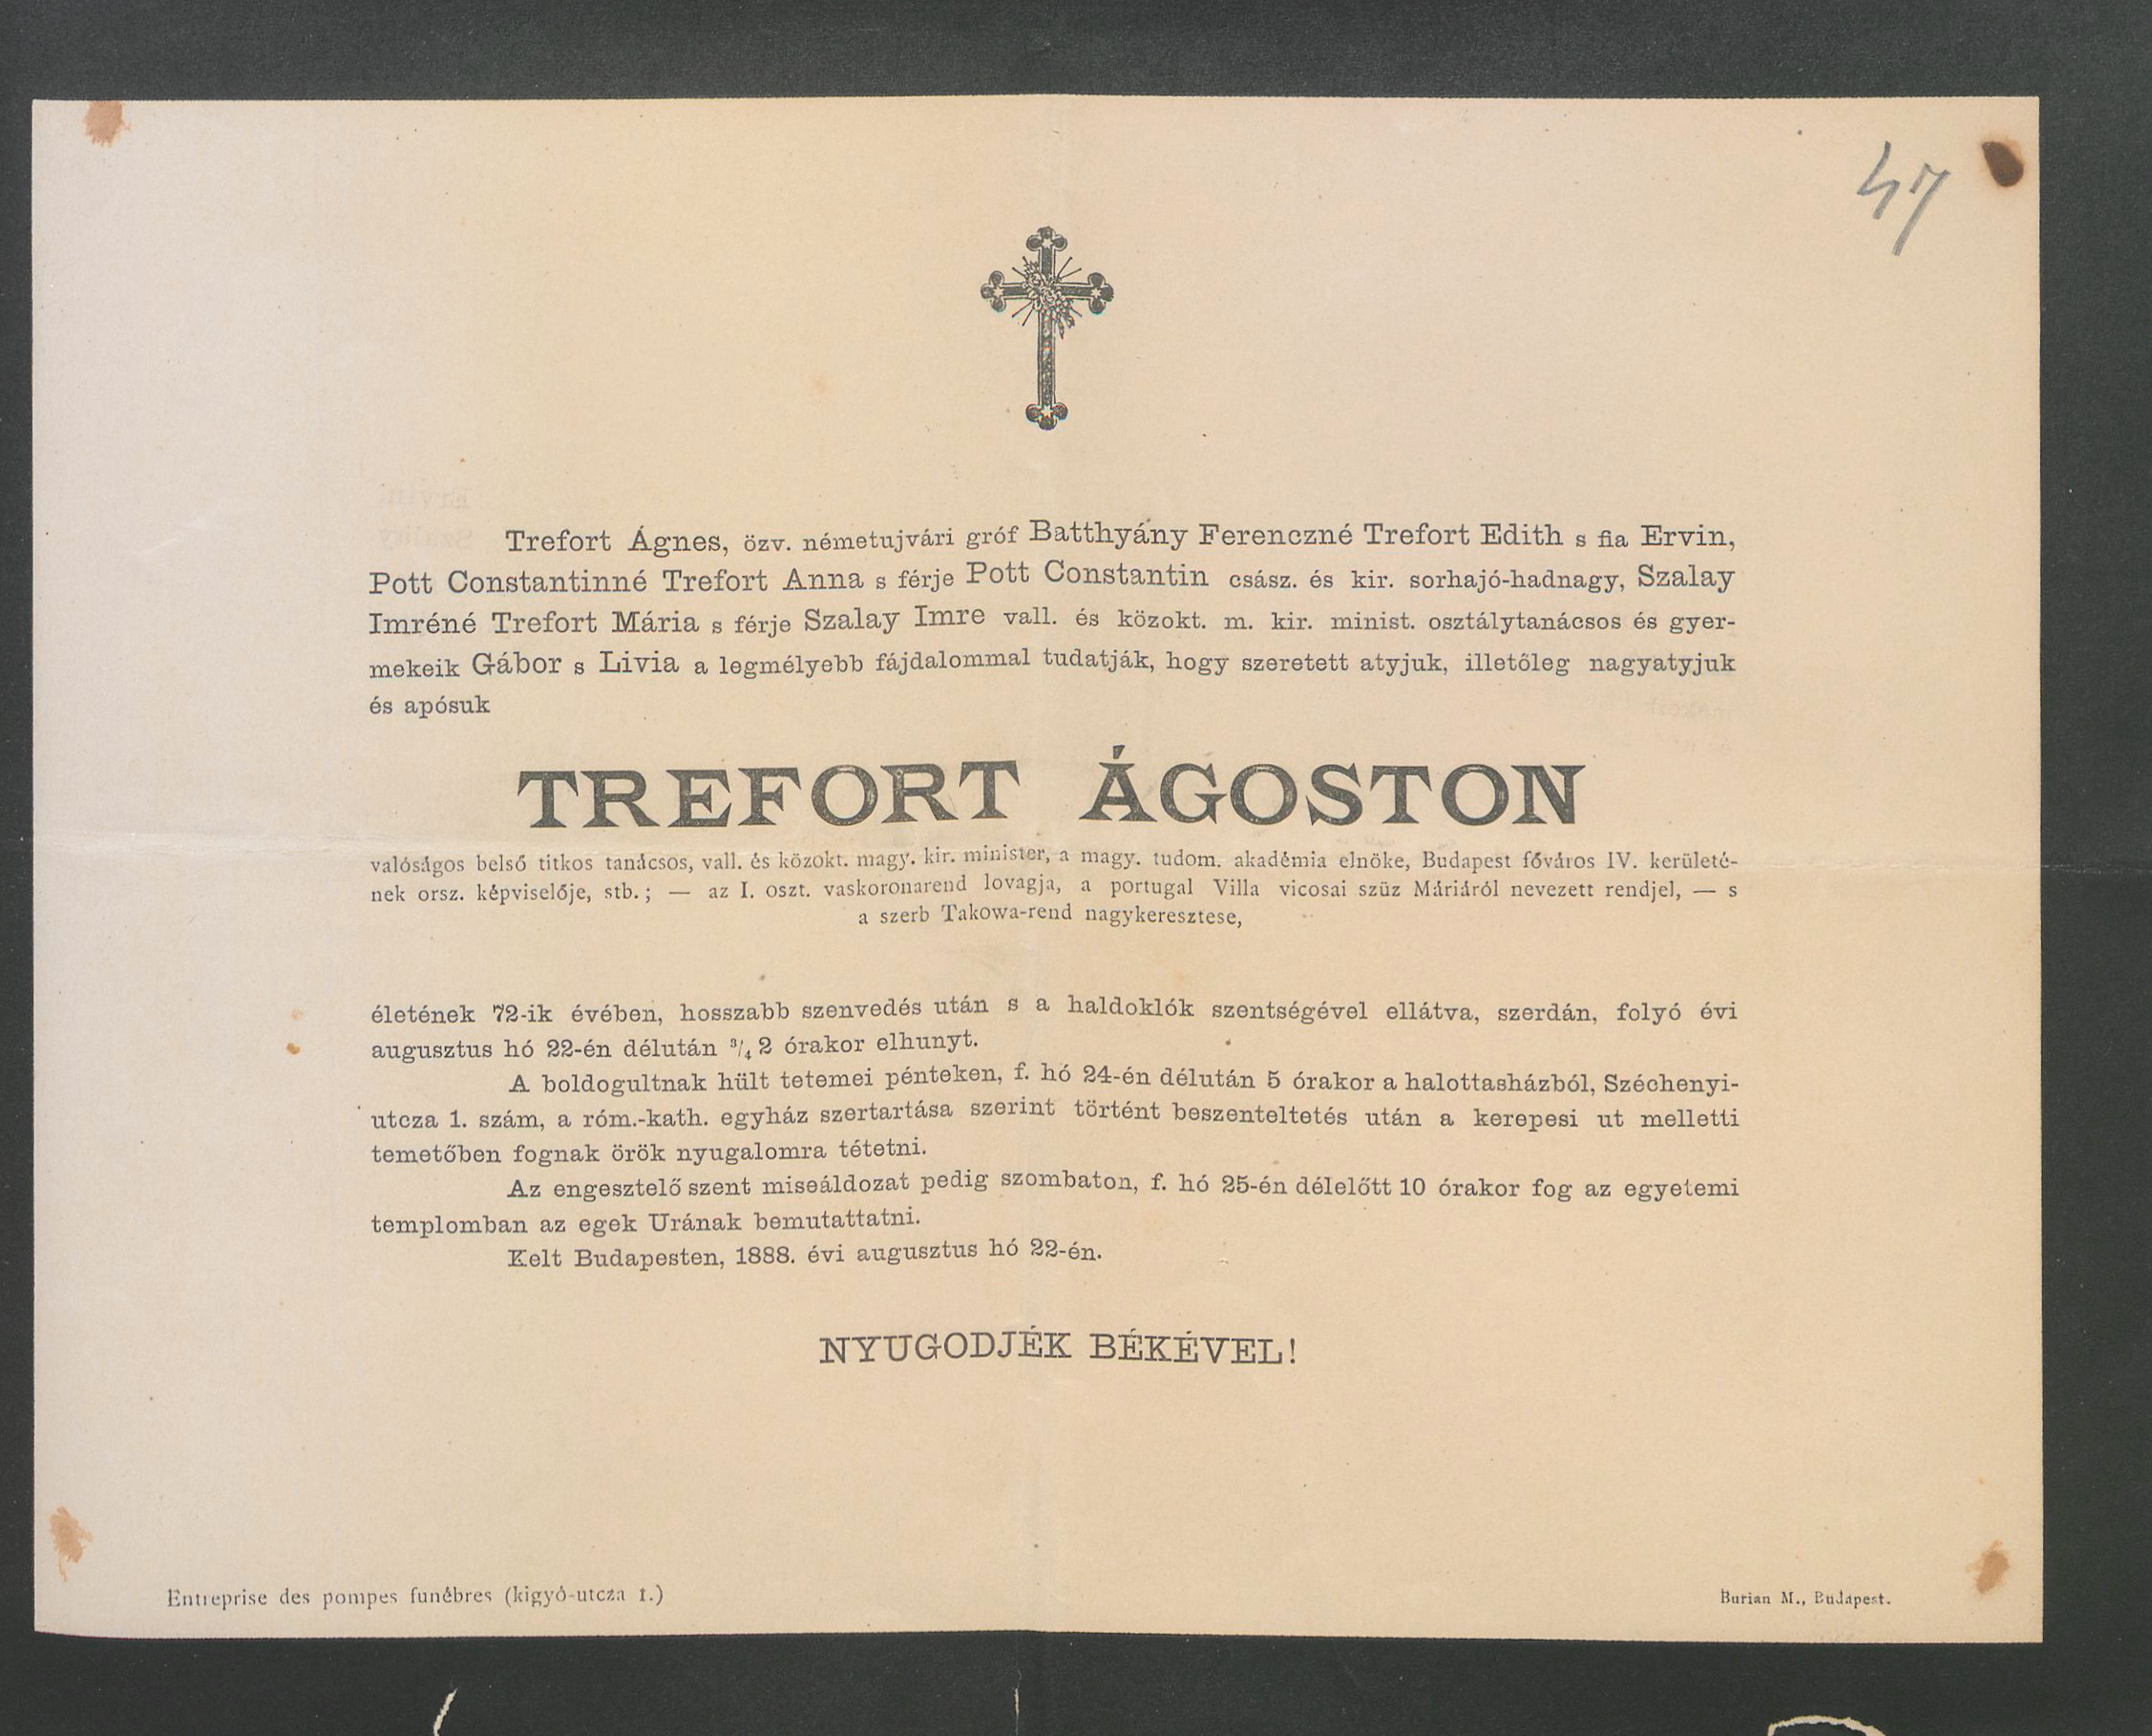 47
Trefort Ágnes, özv. németujvári gróf Batthyány Ferenczné Trefort Edith s fia Ervin,
Pott Constantinné Trefort Anna s férje Pott Constantin csász. és kir. sorhajó-hadnagy, Szalay
Imréné Trefort Mária s férje Szalay Imre vall. és közokt. m. kir. minist. osztálytanácsos és gyer-
mekeik Gábor s Livia a legmélyebb fájdalommal tudatják, hogy szeretett atyjuk, illetőleg nagyatyjuk
és apósuk
TREFORT ÁGOSTON
valóságos belső titkos tanácsos, vall. és közokt. magy. kir. minister, a magy. tudom. akadémia elnöke, Budapest főváros IV. kerületé-
nek orsz. képviselője, stb.; — az I. oszt. vaskoronarend lovagja, a portugal Villa vicosai szüz Máriáról nevezett rendjel, — s
a szerb Takowa-rend nagykeresztese,
életének 72-ik évében, hosszabb szenvedés után s a haldoklók szentségével ellátva, szerdán, folyó évi
augusztus hó 22-én délután ³/₄ 2 órakor elhunyt.
A boldogultnak hült tetemei pénteken, f. hó 24-én délután 5 órakor a halottasházból, Széchenyi-
utcza 1. szám, a róm.-kath. egyház szertartása szerint történt beszenteltetés után a kerepesi ut melletti
temetőben fognak örök nyugalomra tétetni.
Az engesztelő szent miseáldozat pedig szombaton, f. hó 25-én délelőtt 10 órakor fog az egyetemi
templomban az egek Urának bemutattatni.
Kelt Budapesten, 1888. évi augusztus hó 22-én.
NYUGODJÉK BÉKÉVEL!
Entreprise des pompes funébres (kigyó-utcza 1.)
Burian M., Budapest.